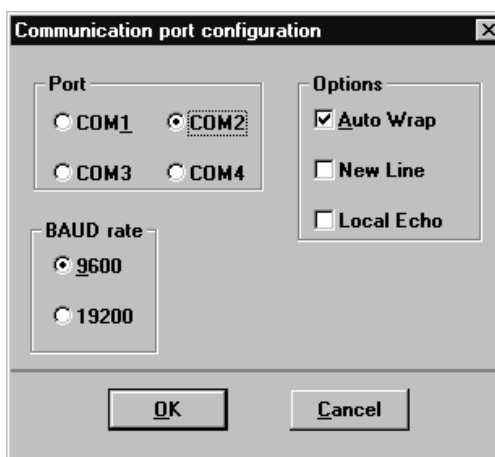 Communication port configuration
Port
COM1
COM2
COM3
COM4
Options
Auto Wrap
New Line
Local Echo
BAUD rate
9600
19200
OK
Cancel